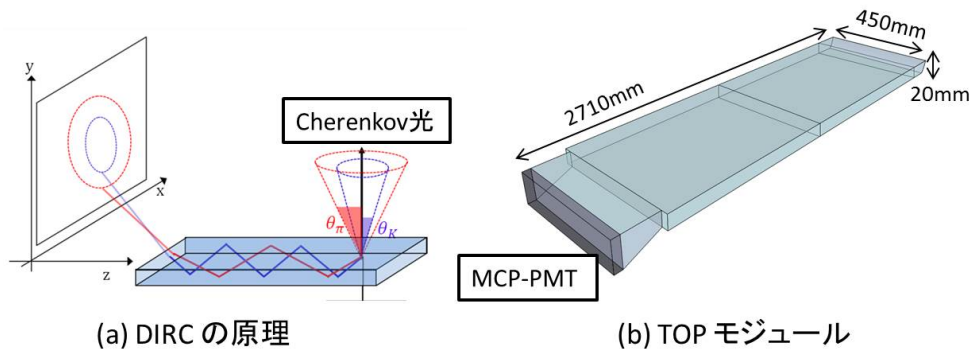 y
x
z
Cherenkov光
θπ
θK
(a) DIRC の原理
2710mm
450mm
20mm
MCP-PMT
(b) TOP モジュール